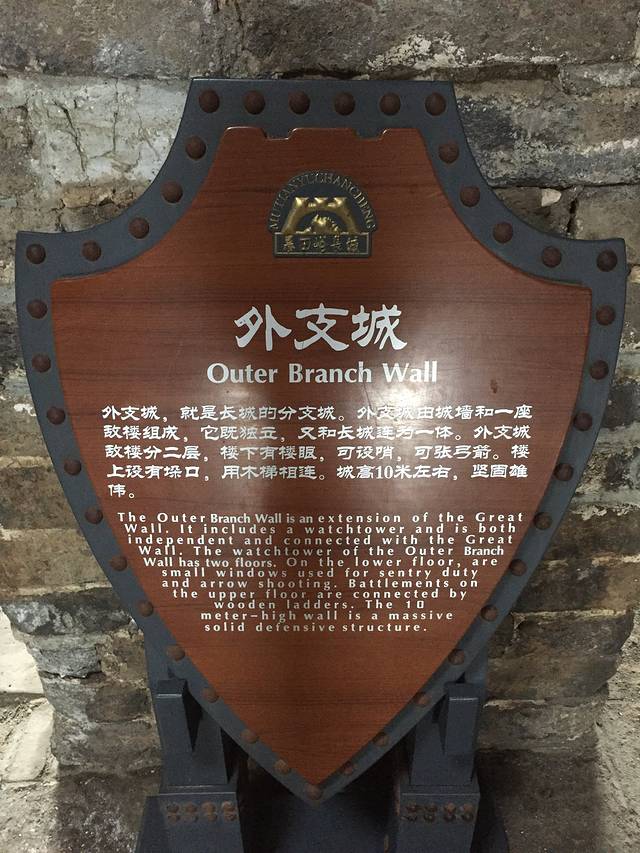 MUTIANYUCHANGCHENG
慕田峪長城
外支城
Outer Branch Wall
外支城，就是长城的分支城。外支城由城墙和一座
敌楼组成，它既独立，又和长城连为一体。外支城
敌楼分二层，楼下有楼眼，可设哨，可张弓箭。楼
上设有垛口，用木梯相连。城高10米左右，坚固雄
伟。
The Outer Branch Wall is an extension of the Great
Wall. It includes a watchtower and is both
independent and connected with the Great
Wall. The watchtower of the Outer Branch
Wall has two floors. On the lower floor, are
small windows used for sentry duty
and arrow shooting. Battlements on
the upper floor are connected by
wooden ladders. The 10
meter-high wall is a massive
solid defensive structure.